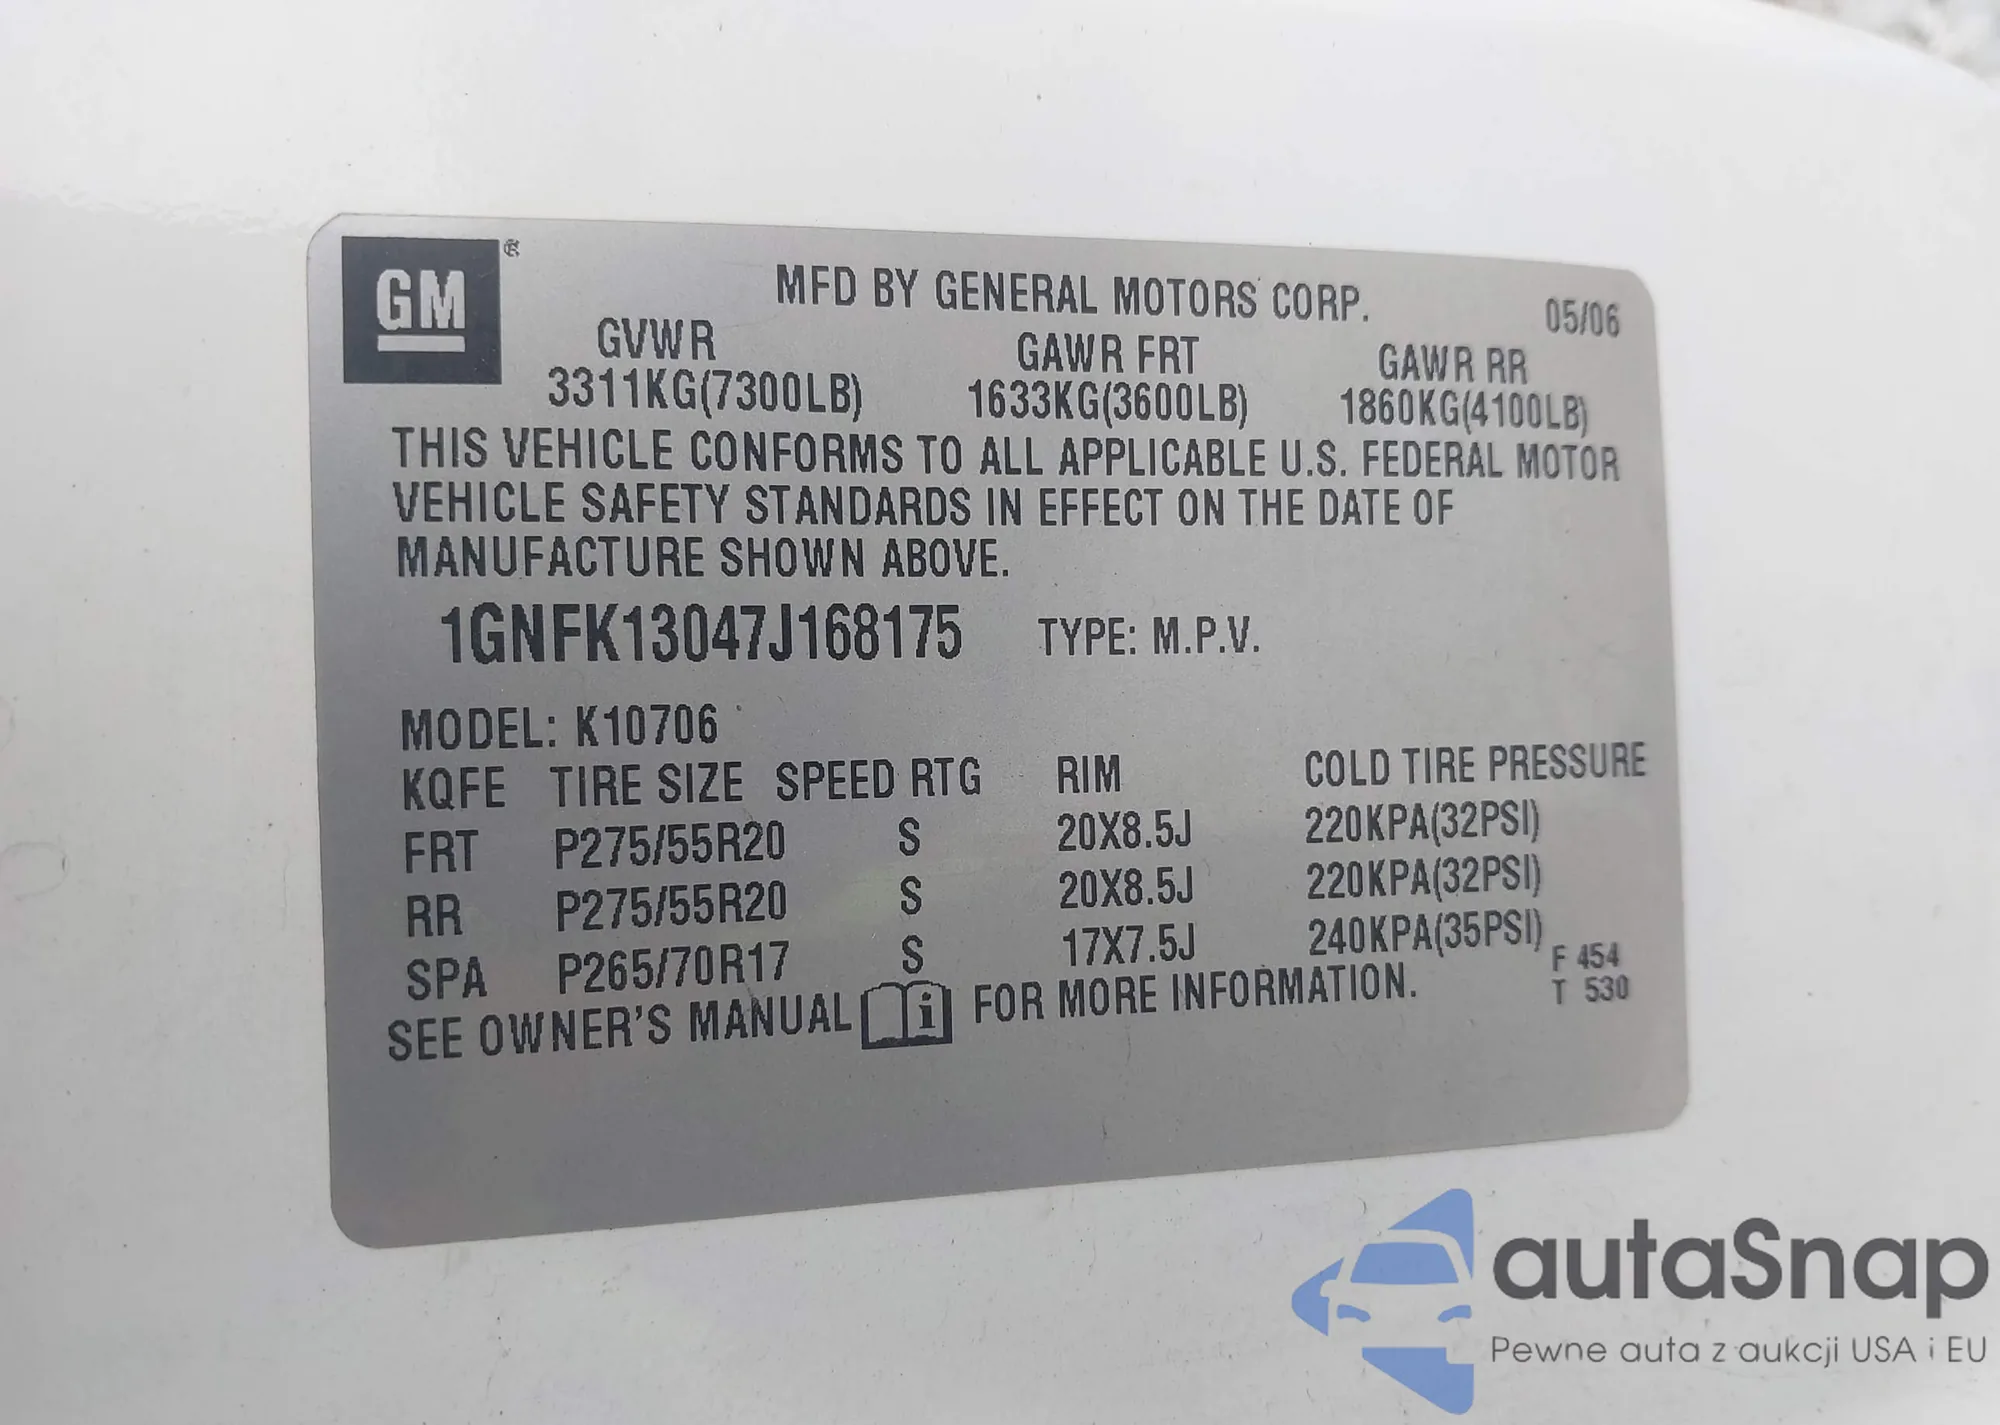 GM ®
MFD BY GENERAL MOTORS CORP. 05/06
GVWR GAWR FRT GAWR RR
3311KG(7300LB) 1633KG(3600LB) 1860KG(4100LB)
THIS VEHICLE CONFORMS TO ALL APPLICABLE U.S. FEDERAL MOTOR
VEHICLE SAFETY STANDARDS IN EFFECT ON THE DATE OF
MANUFACTURE SHOWN ABOVE.
1GNFK13047J168175 TYPE: M.P.V.
MODEL: K10706
KQFE TIRE SIZE SPEED RTG RIM COLD TIRE PRESSURE
FRT P275/55R20 S 20X8.5J 220KPA(32PSI)
RR P275/55R20 S 20X8.5J 220KPA(32PSI)
SPA P265/70R17 S 17X7.5J 240KPA(35PSI)
F 454
T 530
SEE OWNER'S MANUAL i FOR MORE INFORMATION.
autaSnap
Pewne auta z aukcji USA i EU